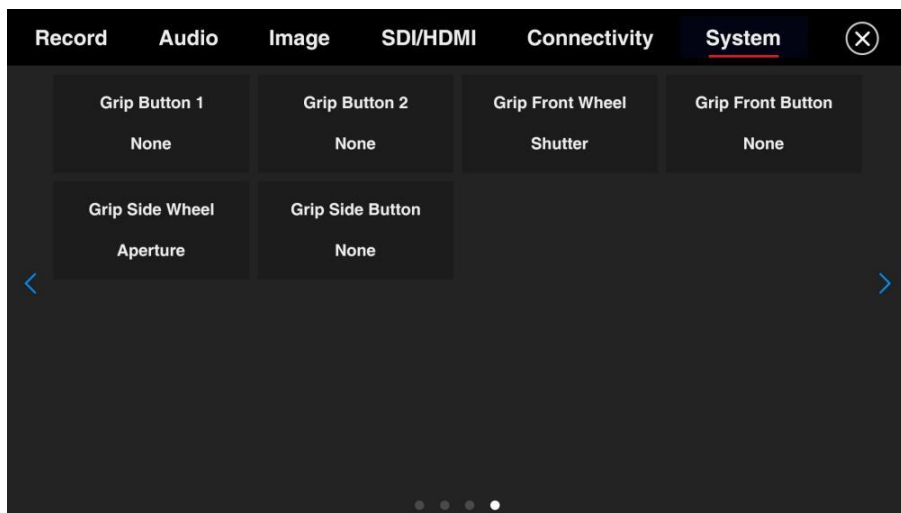 Record Audio Image SDI/HDMI Connectivity System
Grip Button 1 Grip Button 2 Grip Front Wheel Grip Front Button
None None Shutter None
Grip Side Wheel Grip Side Button
Aperture None